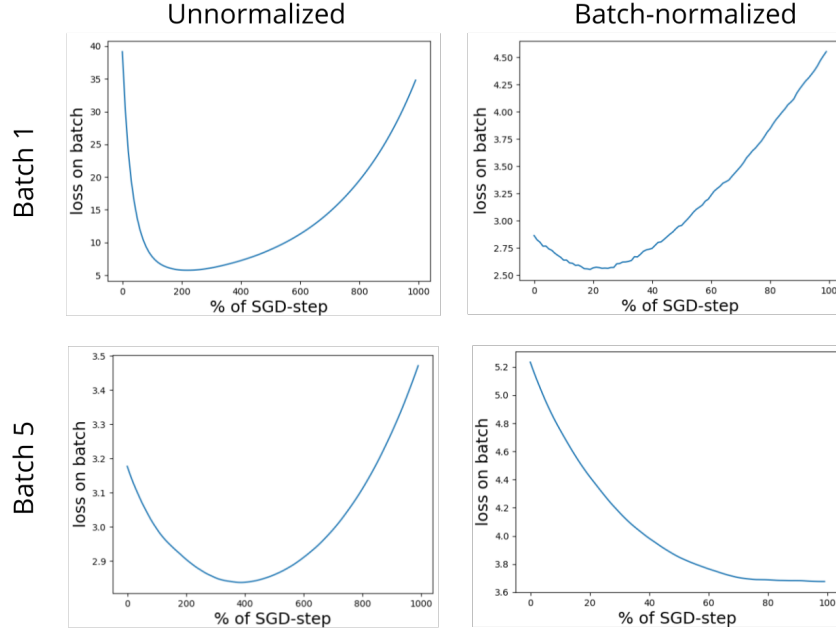 Unnormalized
Batch-normalized
Batch 1
loss on batch
40
35
30
25
20
15
10
5
0 200 400 600 800 1000
% of SGD-step
loss on batch
4.50
4.25
4.00
3.75
3.50
3.25
3.00
2.75
2.50
0 20 40 60 80 100
% of SGD-step
Batch 5
loss on batch
3.5
3.4
3.3
3.2
3.1
3.0
2.9
0 200 400 600 800 1000
% of SGD-step
loss on batch
5.2
5.0
4.8
4.6
4.4
4.2
4.0
3.8
3.6
0 20 40 60 80 100
% of SGD-step